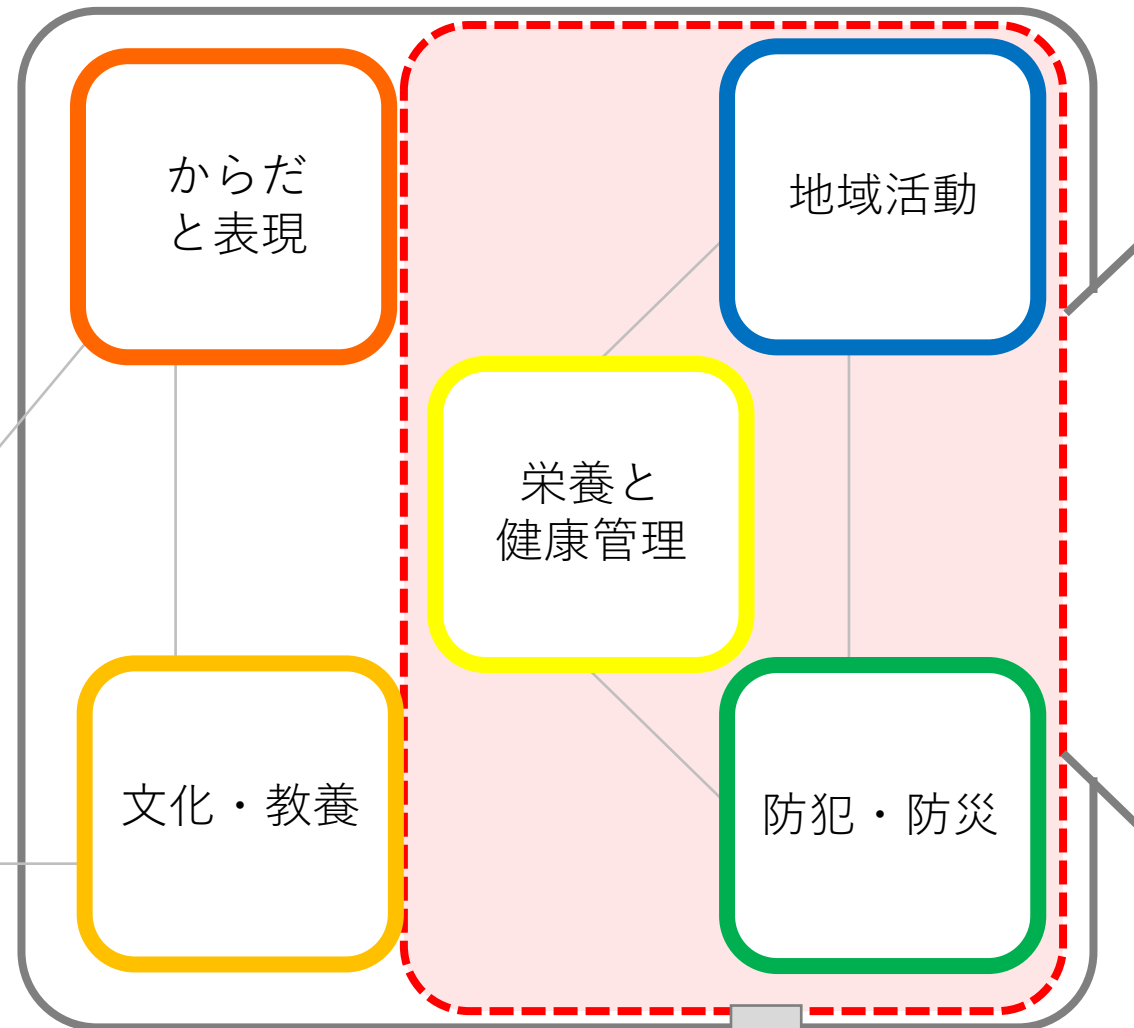 からだ
と表現
地域活動
栄養と
健康管理
文化・教養
防犯・防災